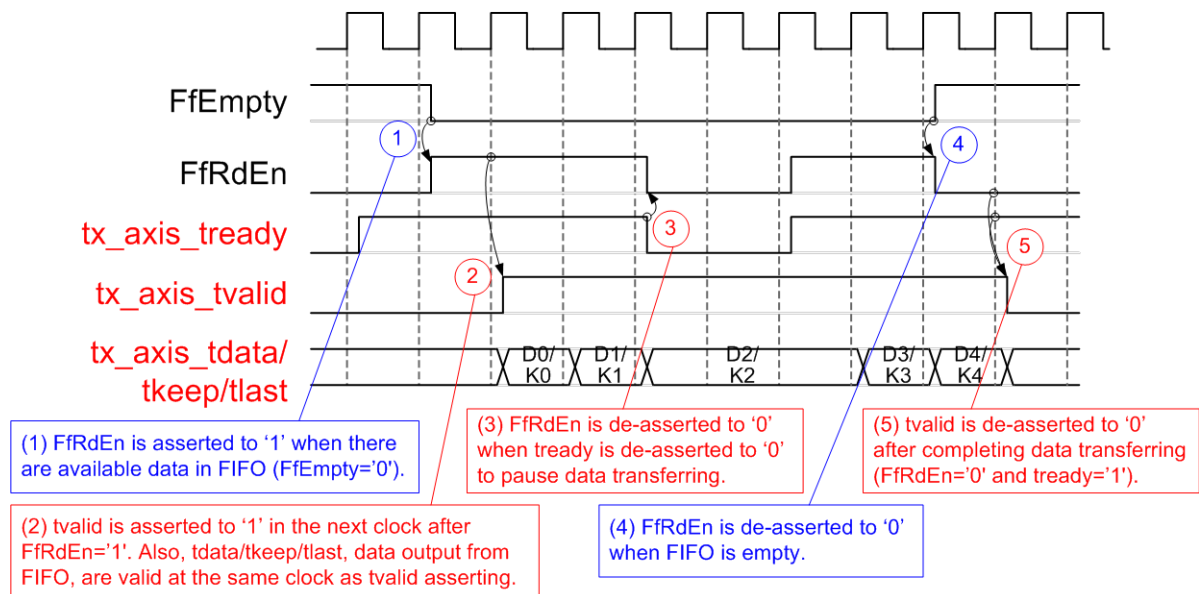 FfEmpty
1
4
FfRdEn
tx_axis_tready
3
5
2
tx_axis_tvalid
tx_axis_tdata/
tkeep/tlast
D0/
K0
D1/
K1
D2/
K2
D3/
K3
D4/
K4
(1) FfRdEn is asserted to ‘1’ when there
are available data in FIFO (FfEmpty=’0’).
(3) FfRdEn is de-asserted to ‘0’
when tready is de-asserted to ‘0’
to pause data transferring.
(5) tvalid is de-asserted to ‘0’
after completing data transferring
(FfRdEn=’0’ and tready=’1’).
(2) tvalid is asserted to ‘1’ in the next clock after
FfRdEn=’1'. Also, tdata/tkeep/tlast, data output from
FIFO, are valid at the same clock as tvalid asserting.
(4) FfRdEn is de-asserted to ‘0’
when FIFO is empty.